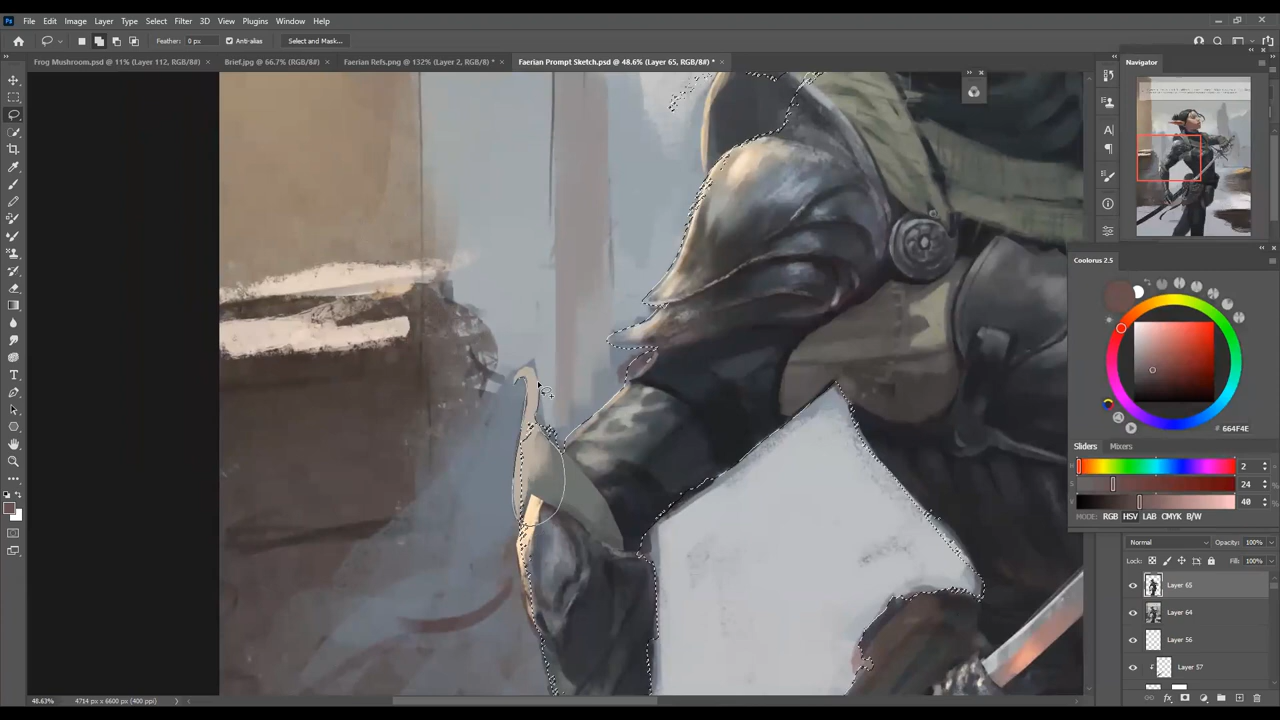 Ps File Edit Image Layer Type Select Filter 3D View Plugins Window Help
Feather: 0 px Anti-alias Select and Mask...
Frog Mushroom.psd @ 11% (Layer 112, RGB/8#) × Brief.jpg @ 66.7% (RGB/8#) × Faerian Refs.png @ 132% (Layer 2, RGB/8#) * × Faerian Prompt Sketch.psd @ 48.6% (Layer 65, RGB/8#) * ×
Navigator
Coolorus 2.5
# 664F4E
Sliders Mixers
H 2
S 24 %
V 40 %
MODE: RGB HSV LAB CMYK B/W
Normal Opacity: 100%
Lock: Fill: 100%
Layer 65
Layer 64
Layer 56
Layer 57
48.63% 4714 px x 6600 px (400 ppi)